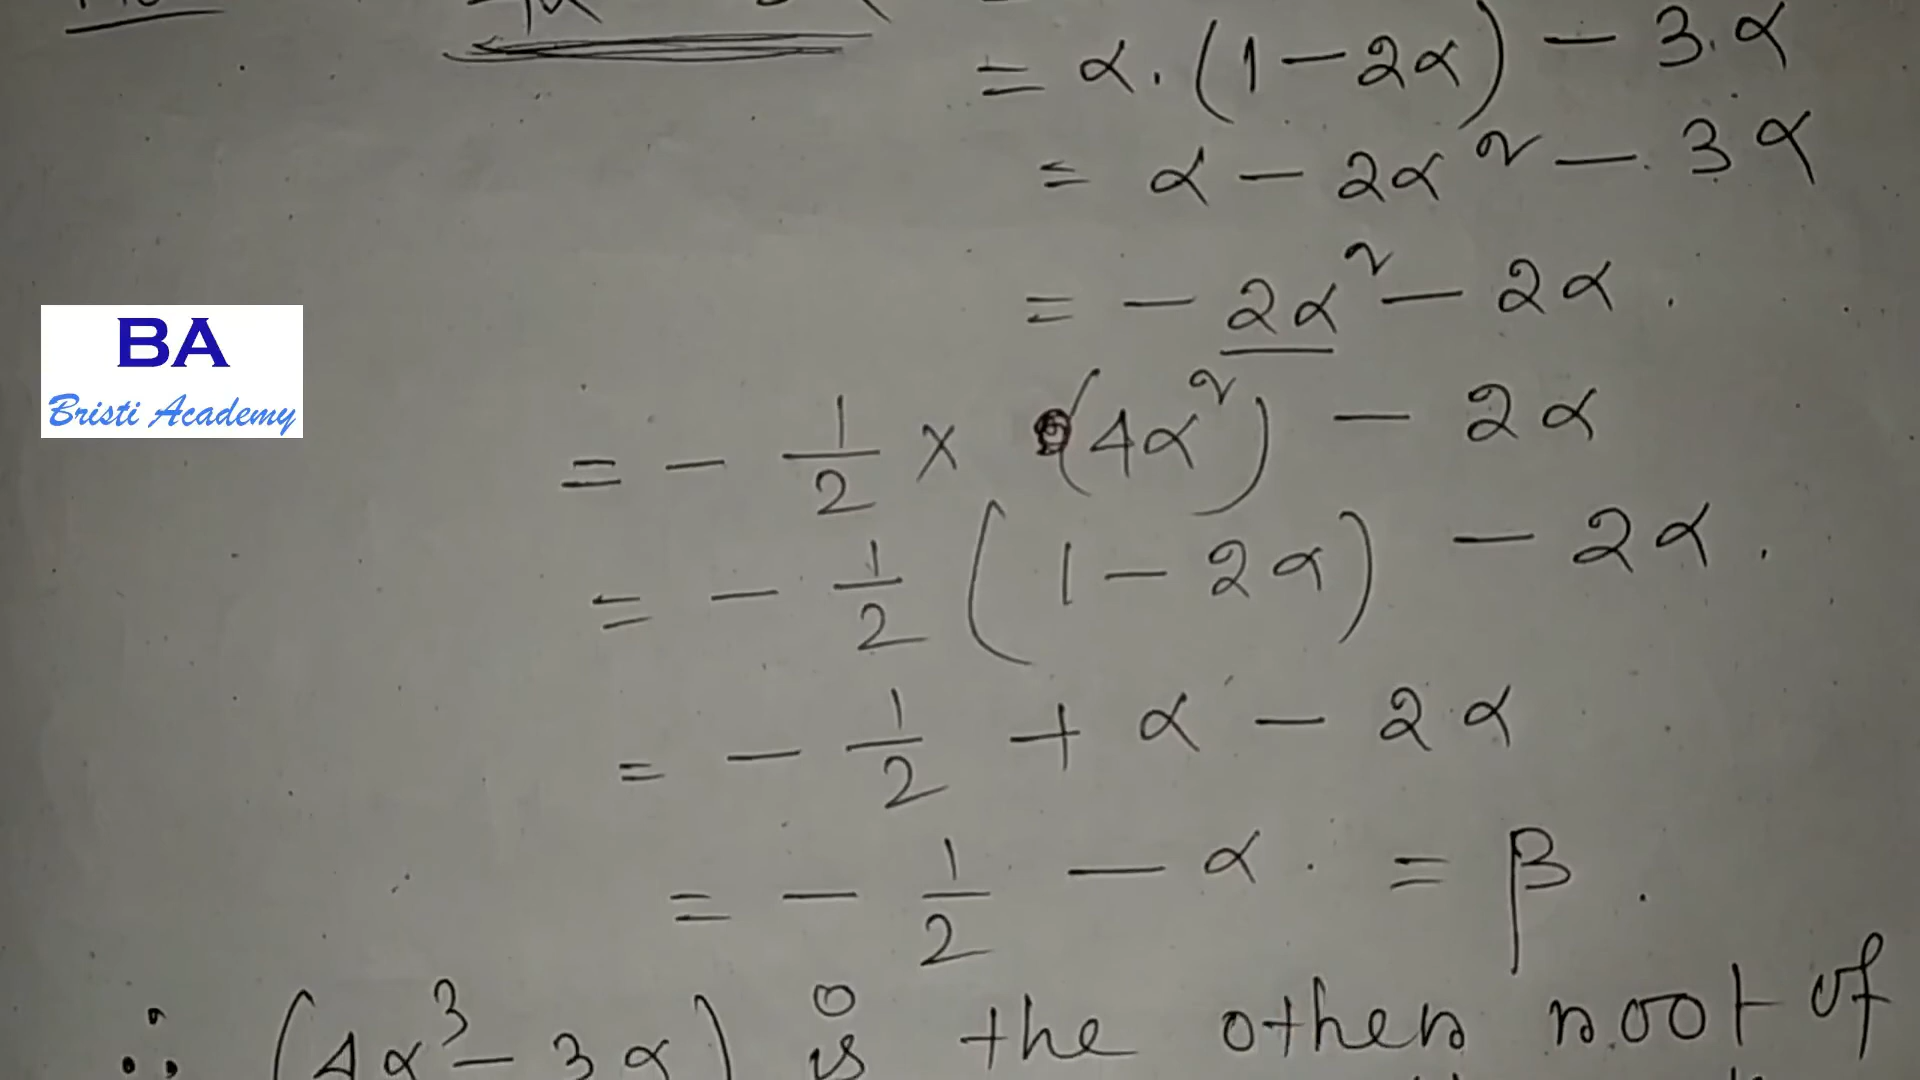 = α.(1 - 2α) - 3.α
= α - 2α² - 3α
= - 2α² - 2α .
BA
Bristi Academy
= - 1/2 × (4α²) - 2α
= - 1/2 (1 - 2α) - 2α .
= - 1/2 + α - 2α
= - 1/2 - α . = β .
∴ (4α³ - 3α) is the other root of